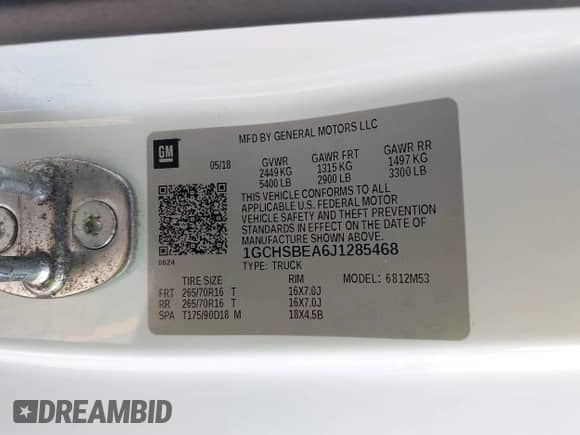 MFD BY GENERAL MOTORS LLC
GM
05/18 GVWR GAWR FRT GAWR RR
2449 KG 1315 KG 1497 KG
5400 LB 2900 LB 3300 LB
THIS VEHICLE CONFORMS TO ALL
APPLICABLE U.S. FEDERAL MOTOR
VEHICLE SAFETY AND THEFT PREVENTION
STANDARDS IN EFFECT ON THE DATE OF
MANUFACTURE SHOWN ABOVE.
1GCHSBEA6J1285468
0624
TYPE: TRUCK
TIRE SIZE RIM MODEL: 6812M53
FRT 265/70R16 T 16X7.0J
RR 265/70R16 T 16X7.0J
SPA T175/90D18 M 18X4.5B
DREAMBID